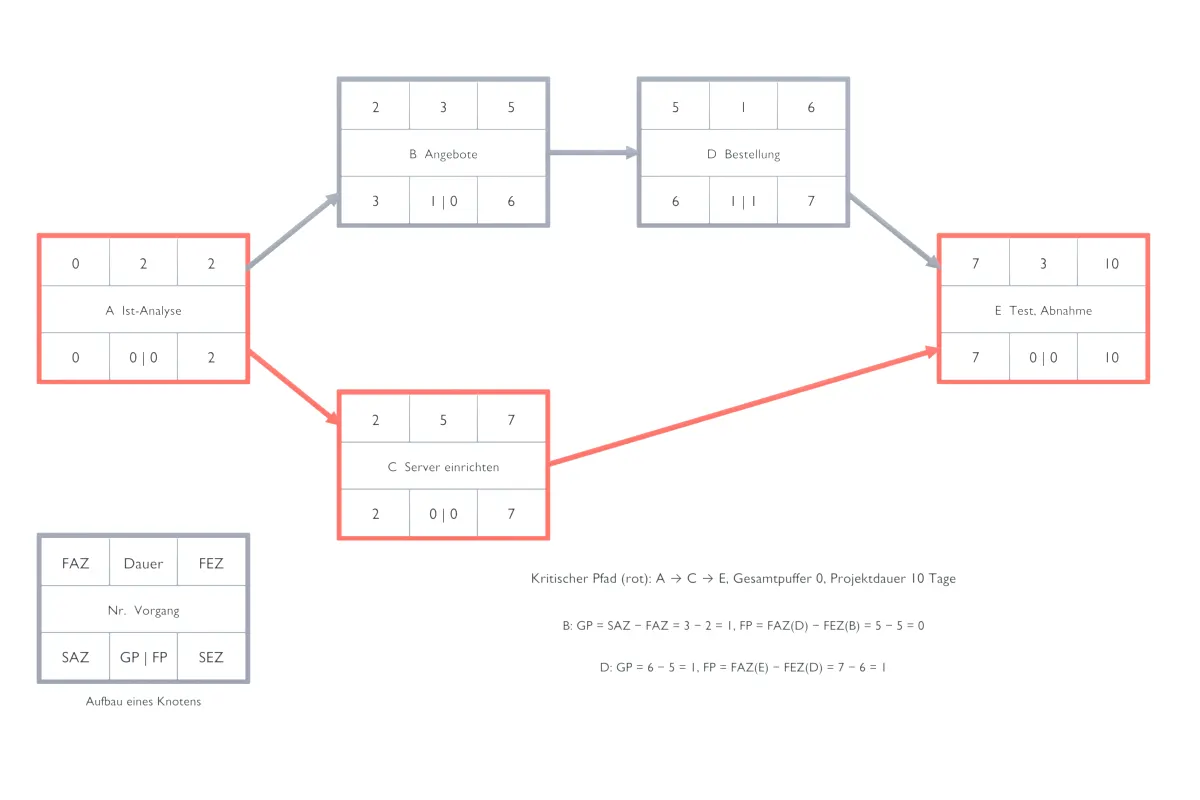 2 3 5
B Angebote
3 1 | 0 6
5 1 6
D Bestellung
6 1 | 1 7
0 2 2
A Ist-Analyse
0 0 | 0 2
7 3 10
E Test, Abnahme
7 0 | 0 10
2 5 7
C Server einrichten
2 0 | 0 7
FAZ Dauer FEZ
Nr. Vorgang
SAZ GP | FP SEZ
Aufbau eines Knotens
Kritischer Pfad (rot): A → C → E, Gesamtpuffer 0, Projektdauer 10 Tage
B: GP = SAZ − FAZ = 3 − 2 = 1, FP = FAZ(D) − FEZ(B) = 5 − 5 = 0
D: GP = 6 − 5 = 1, FP = FAZ(E) − FEZ(D) = 7 − 6 = 1